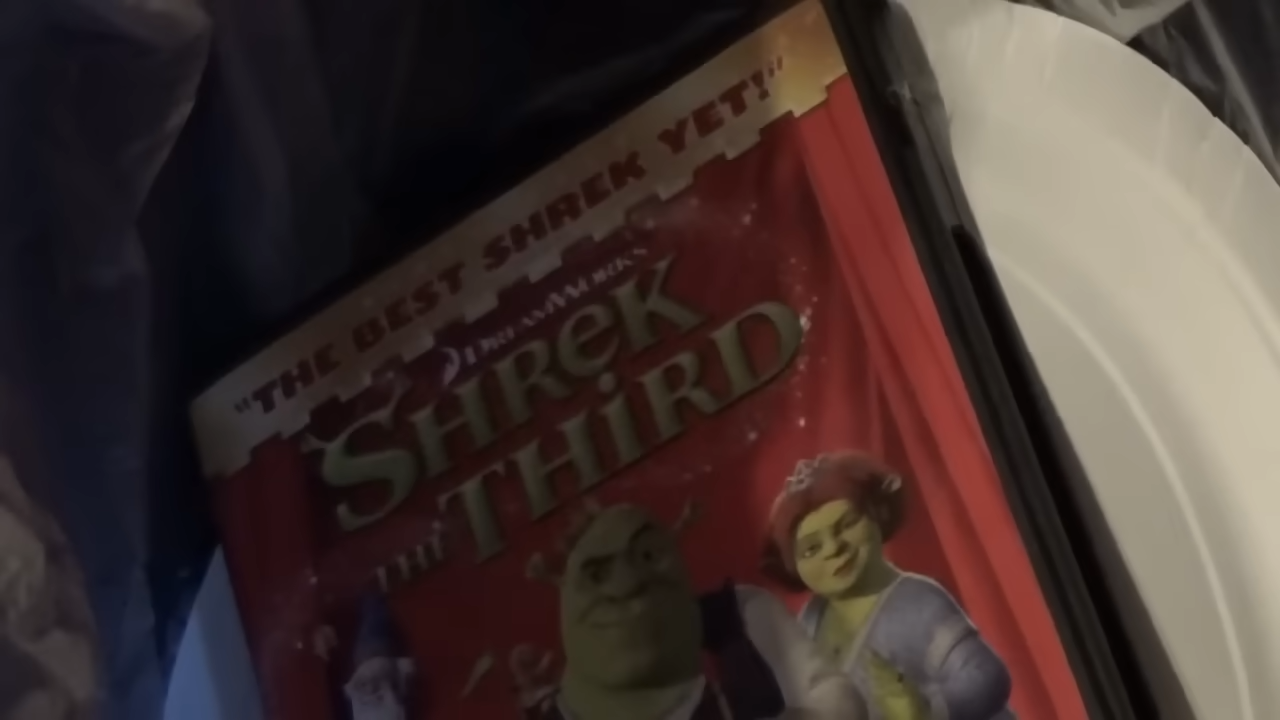 "THE BEST SHREK YET!"
DREAMWORKS
SHReK
THE THiRD